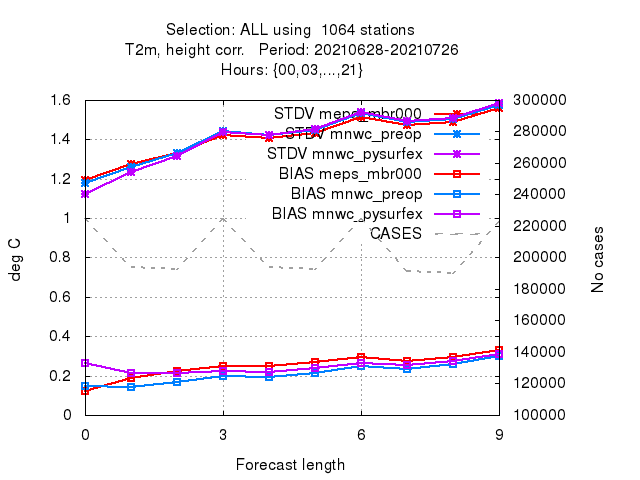 Selection: ALL using  1064 stations
T2m, height corr.   Period: 20210628-20210726
Hours: {00,03,...,21}
1.6
1.4
1.2
1
0.8
0.6
0.4
0.2
0
deg C
STDV meps_mbr000
STDV mnwc_preop
STDV mnwc_pysurfex
BIAS meps_mbr000
BIAS mnwc_preop
BIAS mnwc_pysurfex
CASES
300000
280000
260000
240000
220000
200000
180000
160000
140000
120000
100000
No cases
0 3 6 9
Forecast length